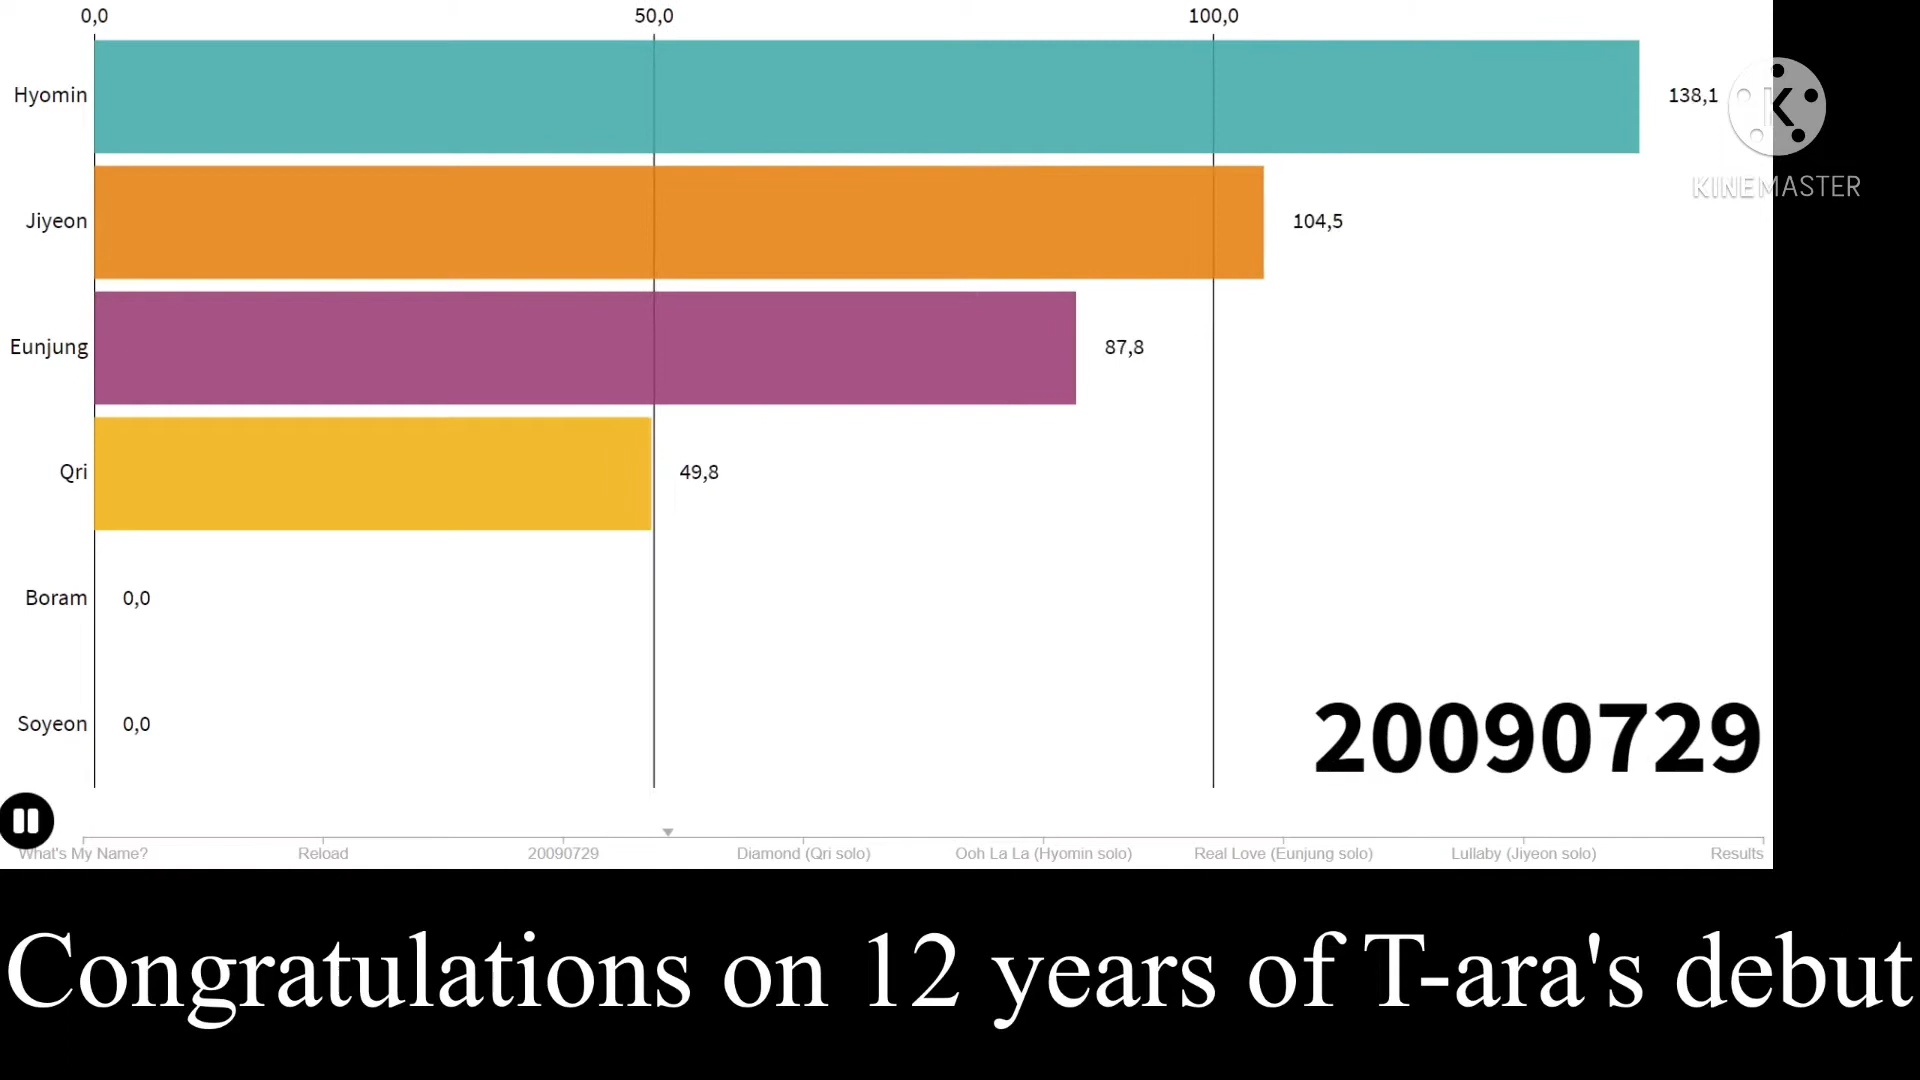 0,0 50,0 100,0
Hyomin 138,1
K
KINEMASTER
Jiyeon 104,5
Eunjung 87,8
Qri 49,8
Boram 0,0
Soyeon 0,0
20090729
What's My Name? Reload 20090729 Diamond (Qri solo) Ooh La La (Hyomin solo) Real Love (Eunjung solo) Lullaby (Jiyeon solo) Results
Congratulations on 12 years of T-ara's debut